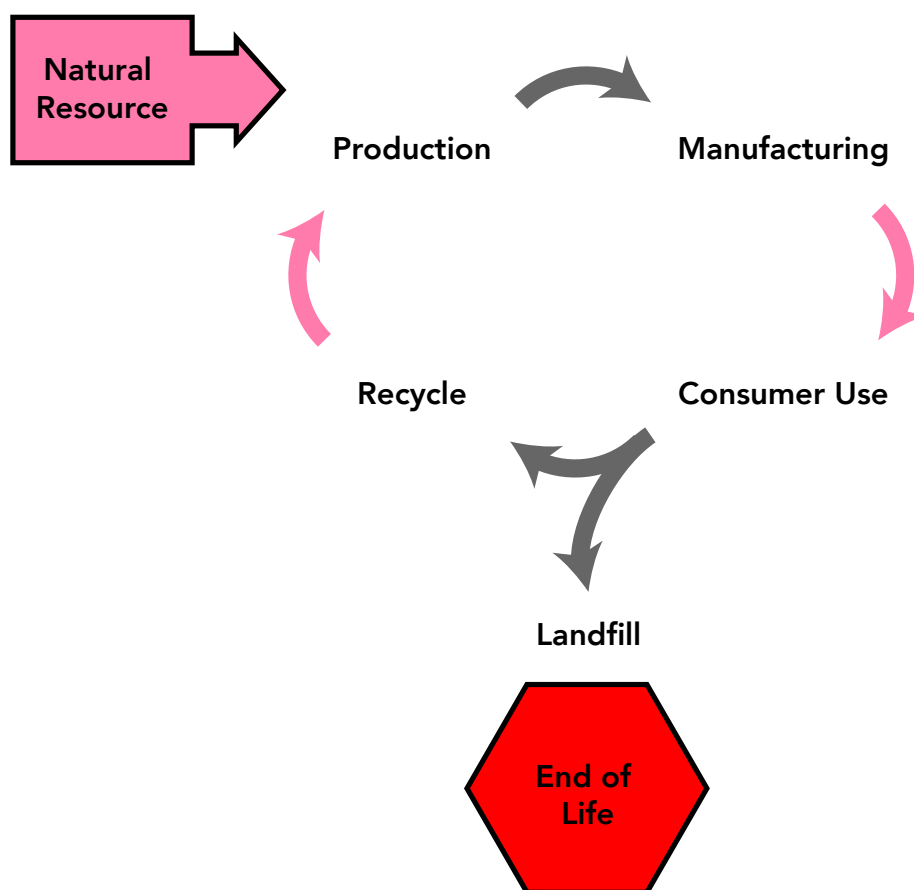 Natural
Resource
Production
Manufacturing
Recycle
Consumer Use
Landfill
End of
Life